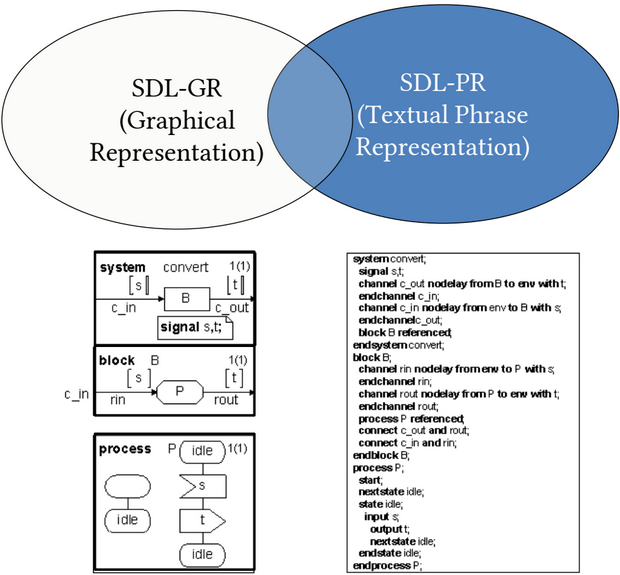 SDL-GR
(Graphical
Representation)
SDL-PR
(Textual Phrase
Representation)
system convert 1(1)
[s]
[t]
B
c_in
c_out
signal s,t;
block B 1(1)
[s]
[t]
c_in
P
rin
rout
process P idle 1(1)
s
idle
t
idle
system convert;
signal s,t;
channel c_out nodelay from B to env with t;
endchannel c_in;
channel c_in nodelay from env to B with s;
endchannel c_out;
block B referenced;
endsystem convert;
block B;
channel rin nodelay from env to P with s;
endchannel rin;
channel rout nodelay from P to env with t;
endchannel rout;
process P referenced;
connect c_out and rout;
connect c_in and rin;
endblock B;
process P;
start;
nextstate idle;
state idle;
input s;
output t;
nextstate idle;
endstate idle;
endprocess P;